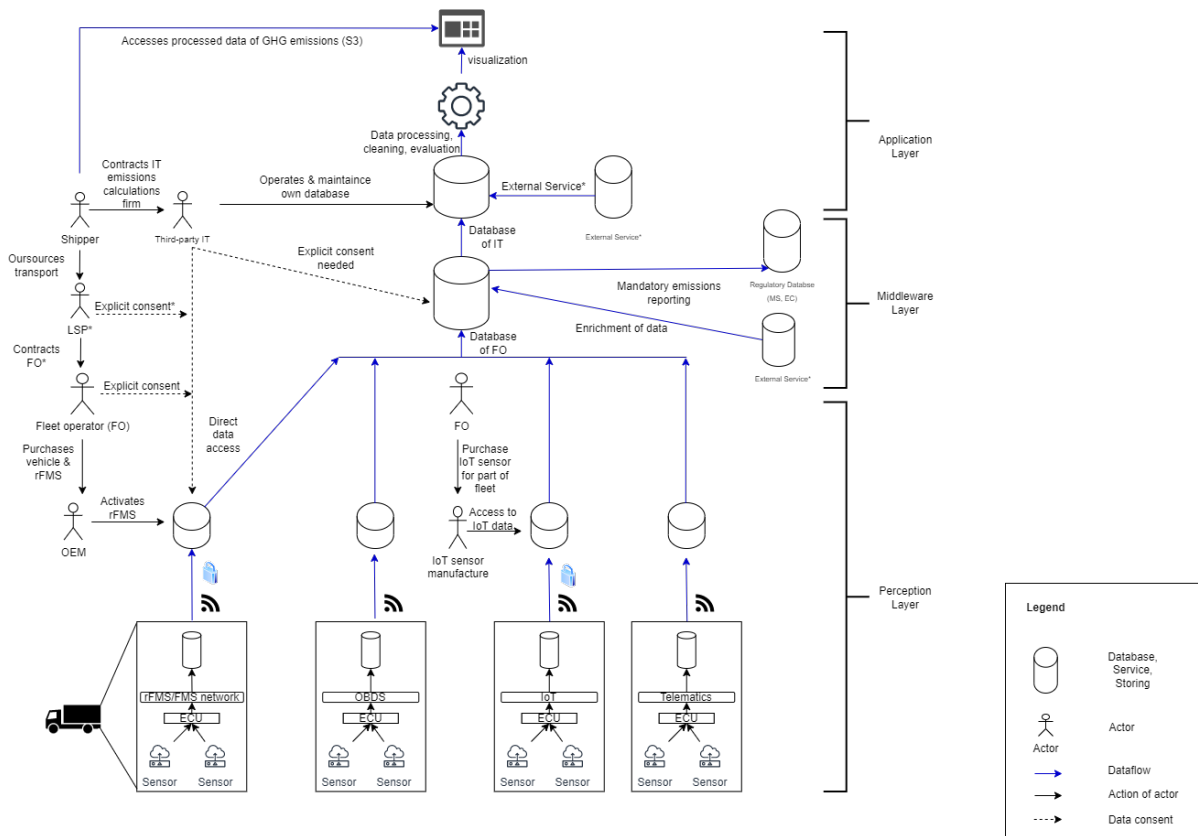 Accesses processed data of GHG emissions (S3)
visualization
Data processing,
cleaning, evaluation
Application
Layer
Contracts IT
emissions
calculations
firm
Operates & maintaince
own database
External Service*
Shipper
Third-party IT
External Service*
Database
of IT
Oursources
transport
Explicit consent
needed
Mandatory emissions
reporting
Regulatory Databse
(MS, EC)
Middleware
Layer
Explicit consent*
LSP*
Enrichment of data
Database
of FO
Contracts
FO*
External Service*
Explicit consent
Fleet operator (FO)
Direct
data
access
FO
Purchases
vehicle &
rFMS
Purchase
IoT sensor
for part of
fleet
Activates
rFMS
Access to
IoT data
OEM
IoT sensor
manufacture
Perception
Layer
rFMS/FMS network
OBDS
IoT
Telematics
ECU
ECU
ECU
ECU
Sensor
Sensor
Sensor
Sensor
Sensor
Sensor
Sensor
Sensor
Legend
Database,
Service,
Storing
Actor
Actor
Dataflow
Action of actor
Data consent